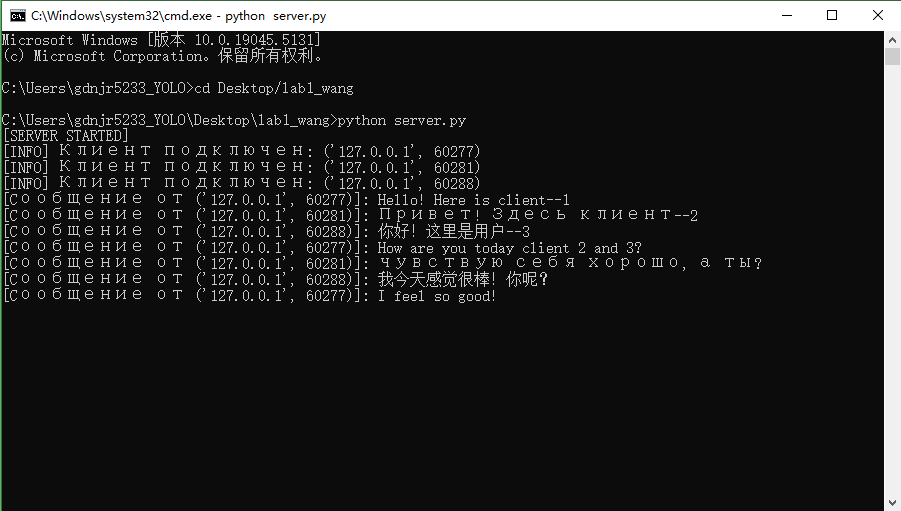 C:\Windows\system32\cmd.exe - python  server.py
Microsoft Windows [版本 10.0.19045.5131]
(c) Microsoft Corporation。保留所有权利。
C:\Users\gdnjr5233_YOLO>cd Desktop/lab1_wang
C:\Users\gdnjr5233_YOLO\Desktop\lab1_wang>python server.py
[SERVER STARTED]
[INFO] Клиент подключен: ('127.0.0.1', 60277)
[INFO] Клиент подключен: ('127.0.0.1', 60281)
[INFO] Клиент подключен: ('127.0.0.1', 60288)
[Сообщение от ('127.0.0.1', 60277)]: Hello! Here is client--1
[Сообщение от ('127.0.0.1', 60281)]: Привет! Здесь клиент--2
[Сообщение от ('127.0.0.1', 60288)]: 你好! 这里是用户--3
[Сообщение от ('127.0.0.1', 60277)]: How are you today client 2 and 3?
[Сообщение от ('127.0.0.1', 60281)]: чувствую себя хорошо, а ты?
[Сообщение от ('127.0.0.1', 60288)]: 我今天感觉很棒! 你呢?
[Сообщение от ('127.0.0.1', 60277)]: I feel so good!